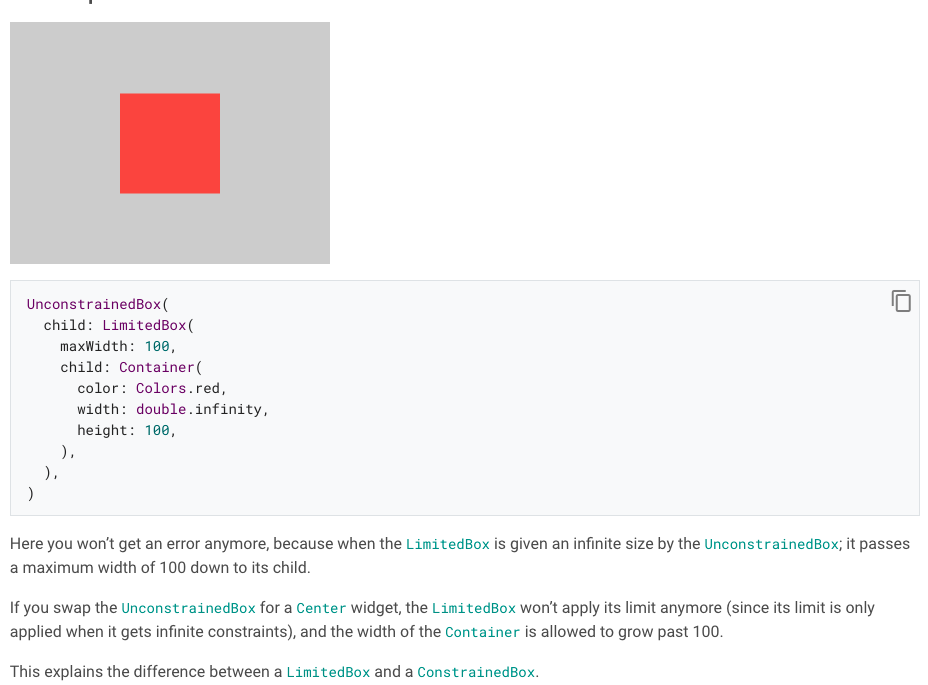 UnconstrainedBox(
  child: LimitedBox(
    maxWidth: 100,
    child: Container(
      color: Colors.red,
      width: double.infinity,
      height: 100,
    ),
  ),
)
Here you won’t get an error anymore, because when the LimitedBox is given an infinite size by the UnconstrainedBox; it passes
a maximum width of 100 down to its child.
If you swap the UnconstrainedBox for a Center widget, the LimitedBox won’t apply its limit anymore (since its limit is only
applied when it gets infinite constraints), and the width of the Container is allowed to grow past 100.
This explains the difference between a LimitedBox and a ConstrainedBox.